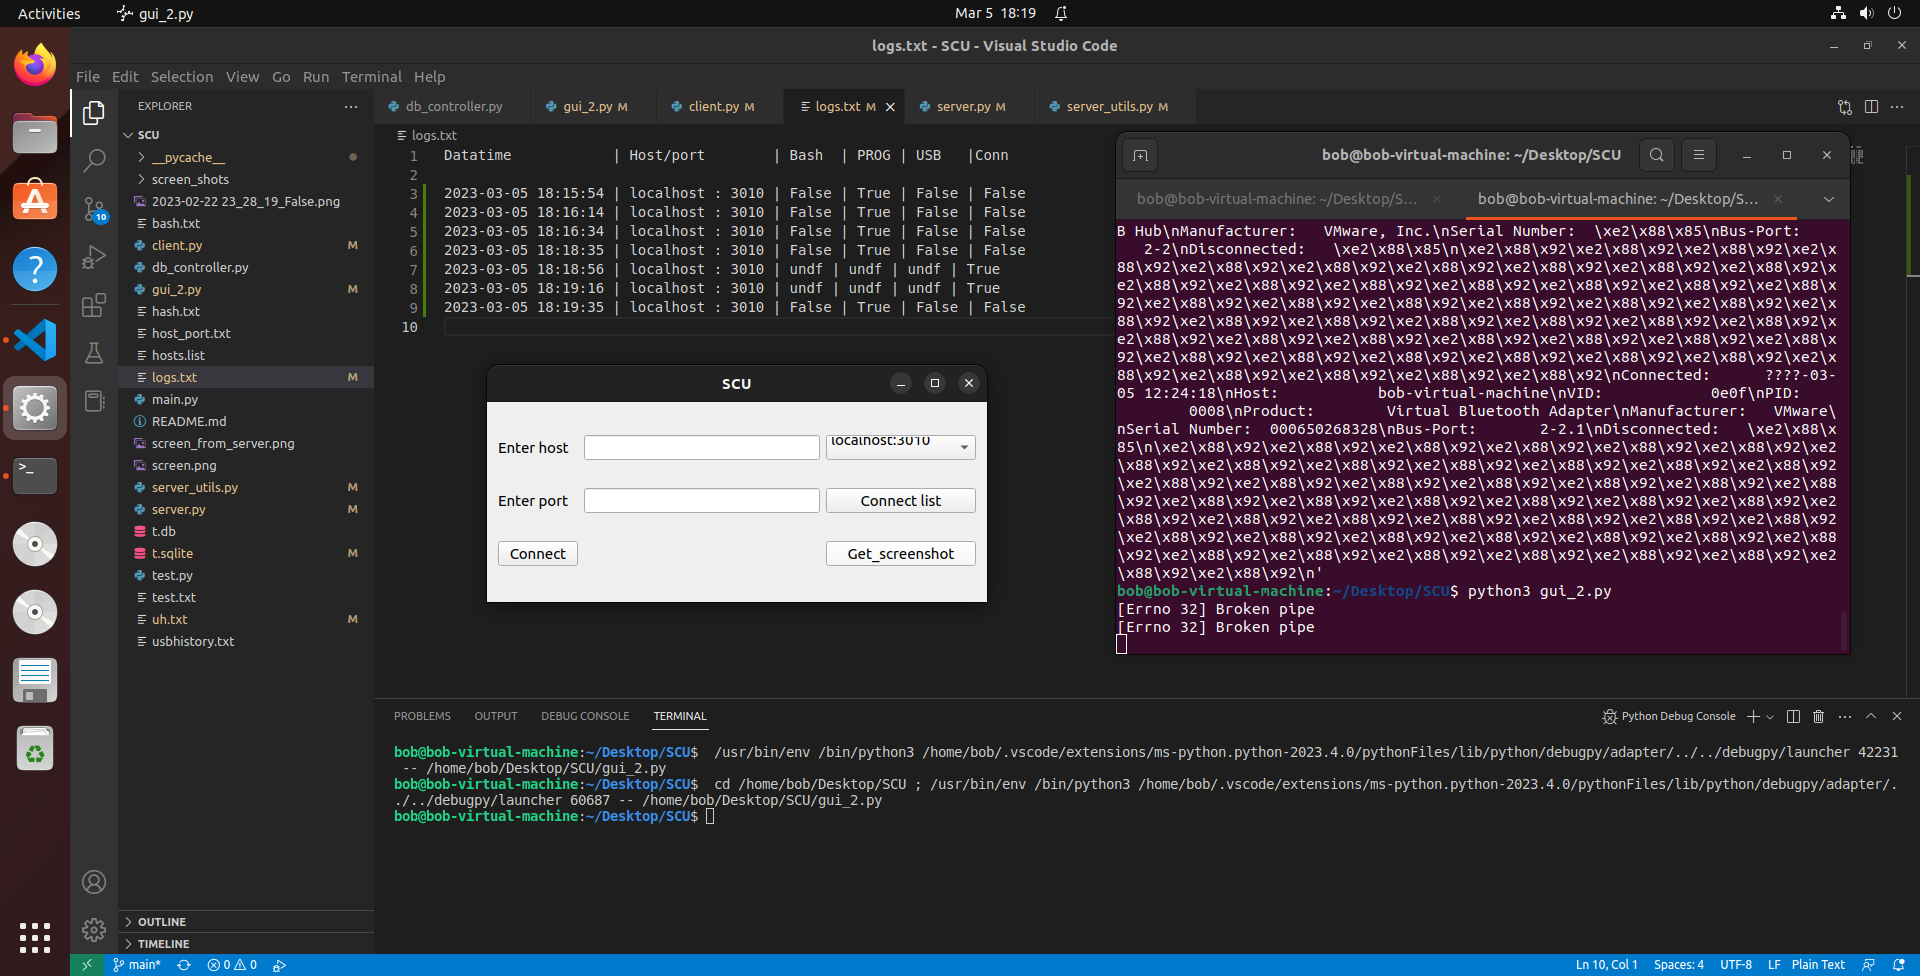 Activities
gui_2.py
Mar 5 18:19
logs.txt - SCU - Visual Studio Code
File Edit Selection View Go Run Terminal Help
EXPLORER
SCU
__pycache__
screen_shots
2023-02-22 23_28_19_False.png
bash.txt
client.py M
db_controller.py
gui_2.py M
hash.txt
host_port.txt
hosts.list
logs.txt M
main.py
README.md
screen_from_server.png
screen.png
server_utils.py M
server.py M
t.db
t.sqlite M
test.py
test.txt
uh.txt M
usbhistory.txt
OUTLINE
TIMELINE
10
db_controller.py gui_2.py M client.py M logs.txt M server.py M server_utils.py M
logs.txt
1 Datatime | Host/port | Bash | PROG | USB |Conn
2
3 2023-03-05 18:15:54 | localhost : 3010 | False | True | False | False
4 2023-03-05 18:16:14 | localhost : 3010 | False | True | False | False
5 2023-03-05 18:16:34 | localhost : 3010 | False | True | False | False
6 2023-03-05 18:18:35 | localhost : 3010 | False | True | False | False
7 2023-03-05 18:18:56 | localhost : 3010 | undf | undf | undf | True
8 2023-03-05 18:19:16 | localhost : 3010 | undf | undf | undf | True
9 2023-03-05 18:19:35 | localhost : 3010 | False | True | False | False
10
SCU
Enter host
localhost:3010
Enter port
Connect list
Connect
Get_screenshot
bob@bob-virtual-machine: ~/Desktop/SCU
bob@bob-virtual-machine: ~/Desktop/S... bob@bob-virtual-machine: ~/Desktop/S...
B Hub\nManufacturer: VMware, Inc.\nSerial Number: \xe2\x88\x85\nBus-Port:
2-2\nDisconnected: \xe2\x88\x85\n\xe2\x88\x92\xe2\x88\x92\xe2\x88\x92\xe2\x
88\x92\xe2\x88\x92\xe2\x88\x92\xe2\x88\x92\xe2\x88\x92\xe2\x88\x92\xe2\x88\x92\x
e2\x88\x92\xe2\x88\x92\xe2\x88\x92\xe2\x88\x92\xe2\x88\x92\xe2\x88\x92\xe2\x88\x
92\xe2\x88\x92\xe2\x88\x92\xe2\x88\x92\xe2\x88\x92\xe2\x88\x92\xe2\x88\x92\xe2\x
88\x92\xe2\x88\x92\xe2\x88\x92\xe2\x88\x92\xe2\x88\x92\xe2\x88\x92\xe2\x88\x92\x
e2\x88\x92\xe2\x88\x92\xe2\x88\x92\xe2\x88\x92\xe2\x88\x92\xe2\x88\x92\xe2\x88\x
92\xe2\x88\x92\xe2\x88\x92\xe2\x88\x92\xe2\x88\x92\xe2\x88\x92\xe2\x88\x92\xe2\x
88\x92\xe2\x88\x92\xe2\x88\x92\xe2\x88\x92\xe2\x88\x92\nConnected: ????-03-
05 12:24:18\nHost: bob-virtual-machine\nVID: 0e0f\nPID:
0008\nProduct: Virtual Bluetooth Adapter\nManufacturer: VMware\
nSerial Number: 000650268328\nBus-Port: 2-2.1\nDisconnected: \xe2\x88\x
85\n\xe2\x88\x92\xe2\x88\x92\xe2\x88\x92\xe2\x88\x92\xe2\x88\x92\xe2\x88\x92\xe2
\x88\x92\xe2\x88\x92\xe2\x88\x92\xe2\x88\x92\xe2\x88\x92\xe2\x88\x92\xe2\x88\x92
\xe2\x88\x92\xe2\x88\x92\xe2\x88\x92\xe2\x88\x92\xe2\x88\x92\xe2\x88\x92\xe2\x88
\x92\xe2\x88\x92\xe2\x88\x92\xe2\x88\x92\xe2\x88\x92\xe2\x88\x92\xe2\x88\x92\xe2
\x88\x92\xe2\x88\x92\xe2\x88\x92\xe2\x88\x92\xe2\x88\x92\xe2\x88\x92\xe2\x88\x92
\xe2\x88\x92\xe2\x88\x92\xe2\x88\x92\xe2\x88\x92\xe2\x88\x92\xe2\x88\x92\xe2\x88
\x92\xe2\x88\x92\xe2\x88\x92\xe2\x88\x92\xe2\x88\x92\xe2\x88\x92\xe2\x88\x92\xe2
\x88\x92\xe2\x88\x92\n'
bob@bob-virtual-machine:~/Desktop/SCU$ python3 gui_2.py
[Errno 32] Broken pipe
[Errno 32] Broken pipe
PROBLEMS OUTPUT DEBUG CONSOLE TERMINAL
Python Debug Console
bob@bob-virtual-machine:~/Desktop/SCU$ /usr/bin/env /bin/python3 /home/bob/.vscode/extensions/ms-python.python-2023.4.0/pythonFiles/lib/python/debugpy/adapter/../../debugpy/launcher 42231
-- /home/bob/Desktop/SCU/gui_2.py
bob@bob-virtual-machine:~/Desktop/SCU$ cd /home/bob/Desktop/SCU ; /usr/bin/env /bin/python3 /home/bob/.vscode/extensions/ms-python.python-2023.4.0/pythonFiles/lib/python/debugpy/adapter/.
./../debugpy/launcher 60687 -- /home/bob/Desktop/SCU/gui_2.py
bob@bob-virtual-machine:~/Desktop/SCU$
main* 0 0
Ln 10, Col 1 Spaces: 4 UTF-8 LF Plain Text